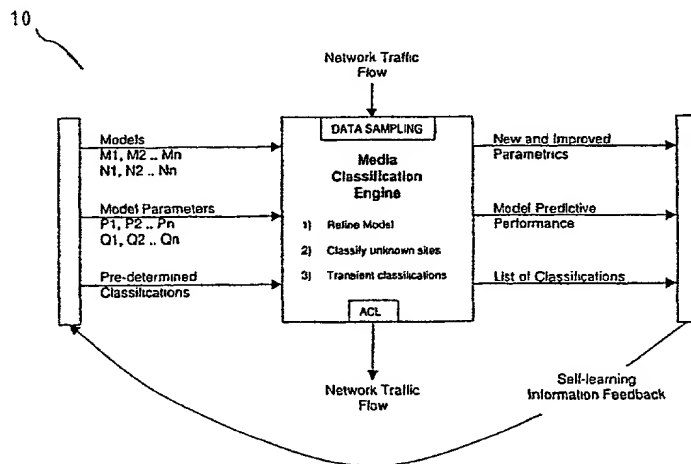 10
Network Traffic
Flow
DATA SAMPLING
Models
M1, M2 .. Mn
N1, N2 .. Nn
Model Parameters
P1, P2 .. Pn
Q1, Q2 .. Qn
Pre-determined
Classifications
Media
Classification
Engine
1) Refine Model
2) Classify unknown sites
3) Transient classifications
ACL
New and Improved
Parametrics
Model Predictive
Performance
List of Classifications
Network Traffic
Flow
Self-learning
Information Feedback